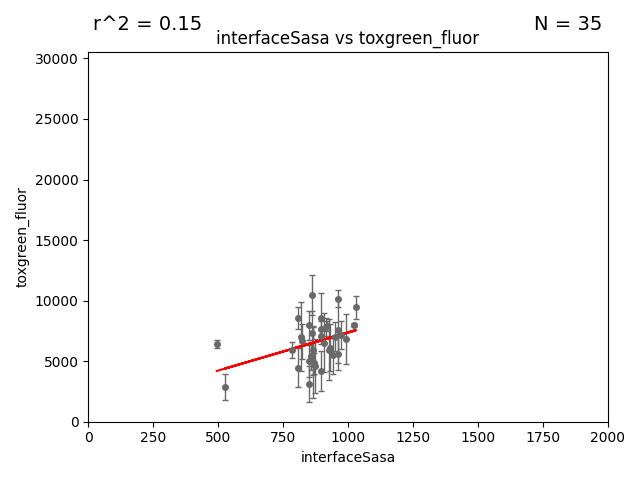 r^2 = 0.15
N = 35
interfaceSasa vs toxgreen_fluor
30000
25000
20000
15000
10000
5000
0
toxgreen_fluor
0 250 500 750 1000 1250 1500 1750 2000
interfaceSasa